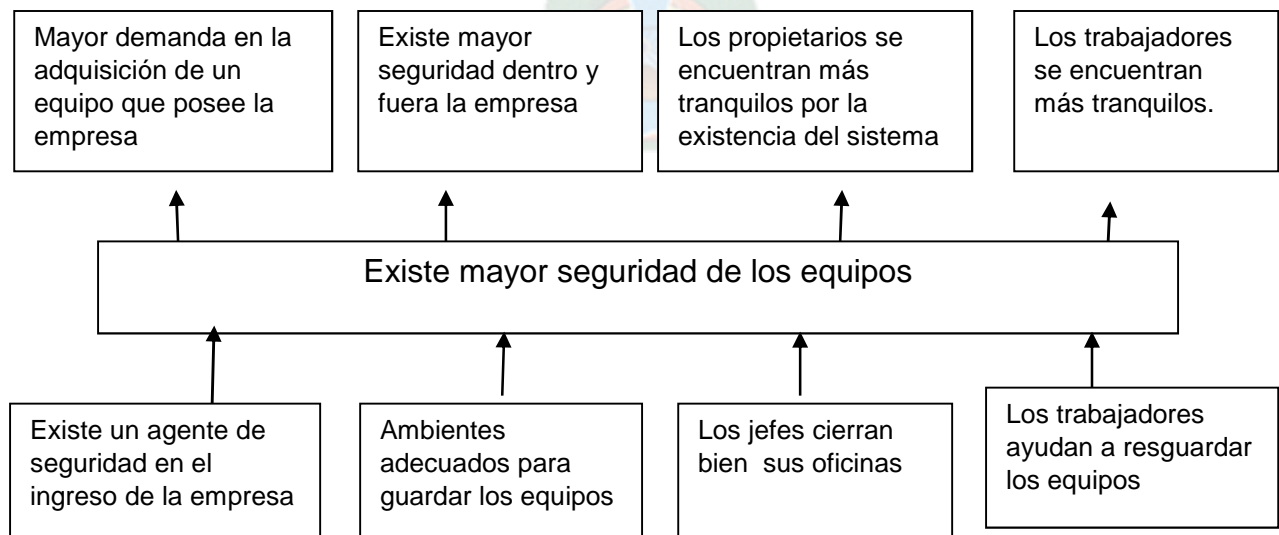 Mayor demanda en la
adquisición de un
equipo que posee la
empresa
Existe mayor
seguridad dentro y
fuera la empresa
Los propietarios se
encuentran más
tranquilos por la
existencia del sistema
Los trabajadores
se encuentran
más tranquilos.
Existe mayor seguridad de los equipos
Existe un agente de
seguridad en el
ingreso de la empresa
Ambientes
adecuados para
guardar los equipos
Los jefes cierran
bien  sus oficinas
Los trabajadores
ayudan a resguardar
los equipos